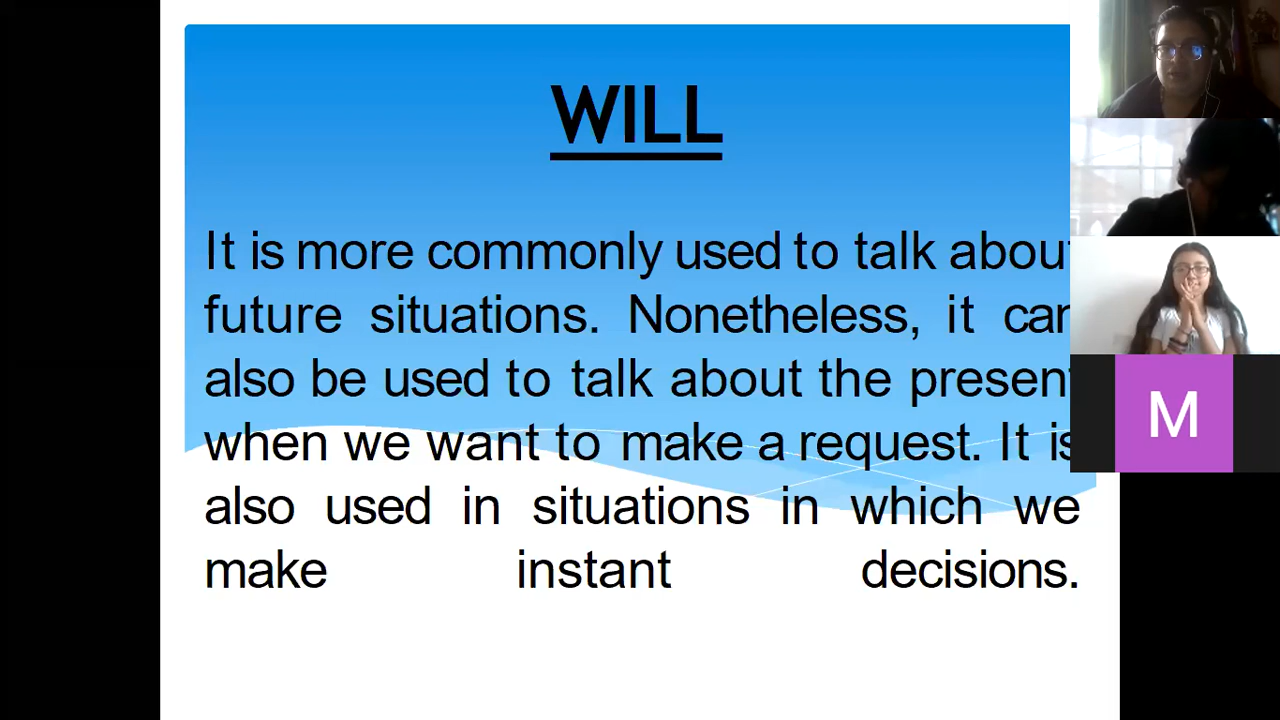 WILL
It is more commonly used to talk about
future situations. Nonetheless, it can
also be used to talk about the present
when we want to make a request. It is
also used in situations in which we
make instant decisions.
M